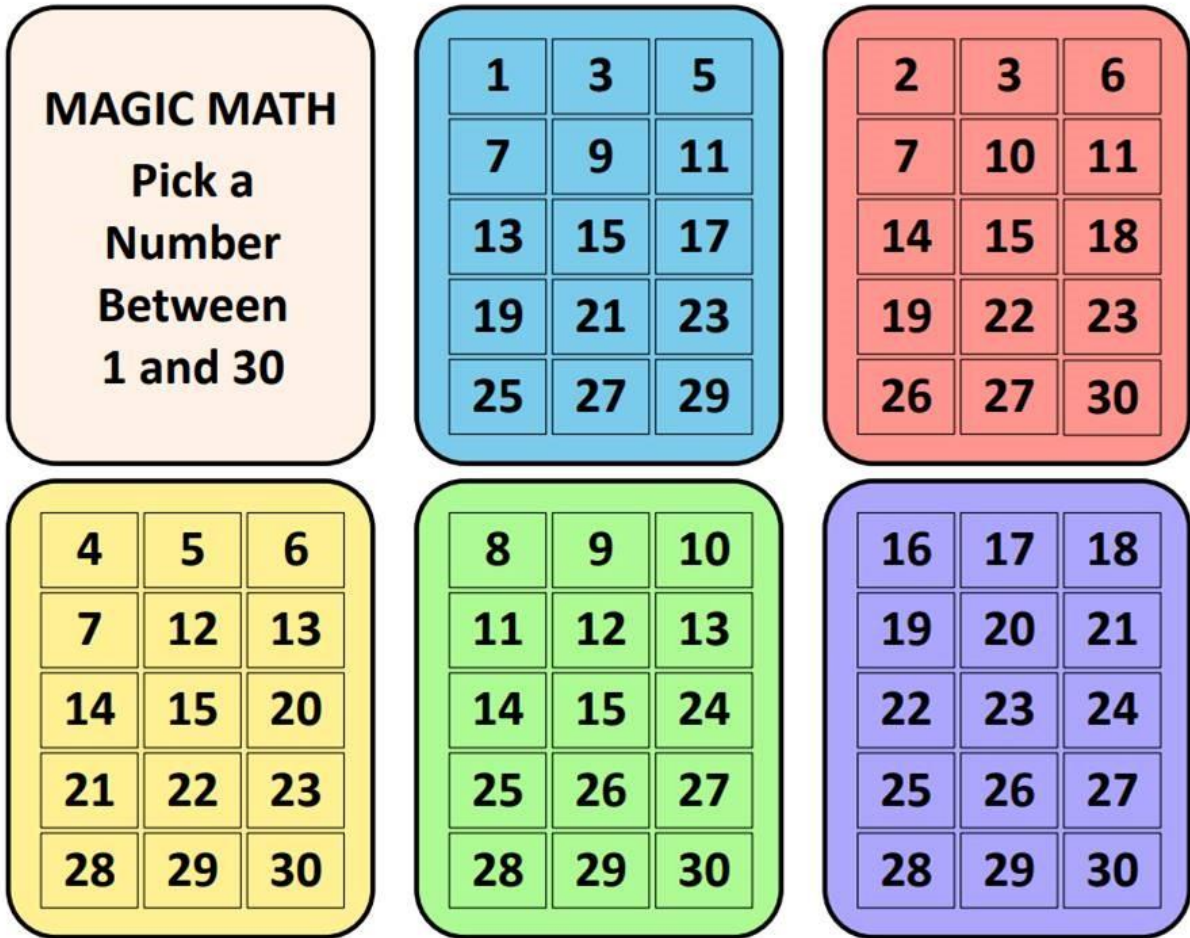 MAGIC MATH
Pick a
Number
Between
1 and 30
1 3 5
7 9 11
13 15 17
19 21 23
25 27 29
2 3 6
7 10 11
14 15 18
19 22 23
26 27 30
4 5 6
7 12 13
14 15 20
21 22 23
28 29 30
8 9 10
11 12 13
14 15 24
25 26 27
28 29 30
16 17 18
19 20 21
22 23 24
25 26 27
28 29 30